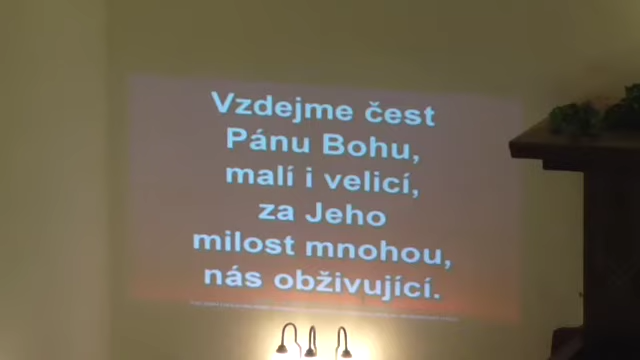 Vzdejme čest
Pánu Bohu,
malí i velicí,
za Jeho
milost mnohou,
nás obživující.